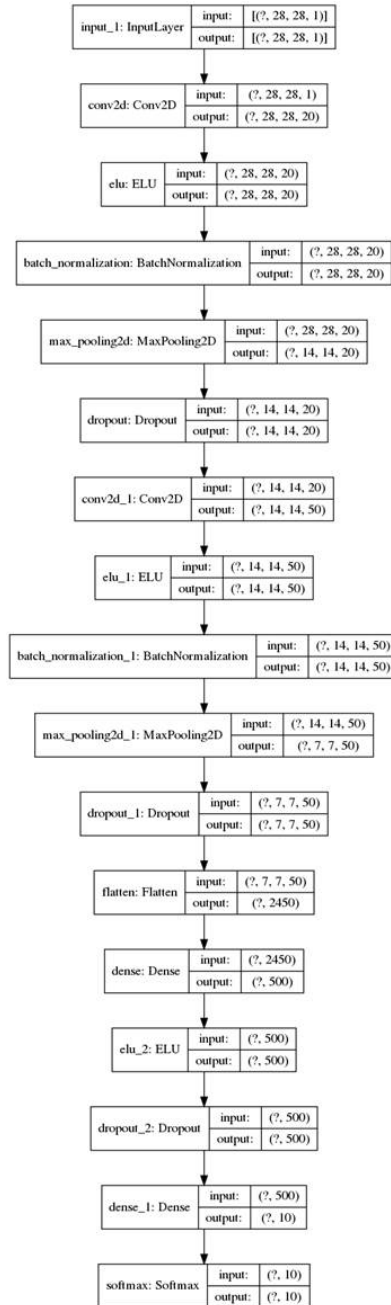 input_1: InputLayer input: [(?, 28, 28, 1)]
output: [(?, 28, 28, 1)]
conv2d: Conv2D input: (?, 28, 28, 1)
output: (?, 28, 28, 20)
elu: ELU input: (?, 28, 28, 20)
output: (?, 28, 28, 20)
batch_normalization: BatchNormalization input: (?, 28, 28, 20)
output: (?, 28, 28, 20)
max_pooling2d: MaxPooling2D input: (?, 28, 28, 20)
output: (?, 14, 14, 20)
dropout: Dropout input: (?, 14, 14, 20)
output: (?, 14, 14, 20)
conv2d_1: Conv2D input: (?, 14, 14, 20)
output: (?, 14, 14, 50)
elu_1: ELU input: (?, 14, 14, 50)
output: (?, 14, 14, 50)
batch_normalization_1: BatchNormalization input: (?, 14, 14, 50)
output: (?, 14, 14, 50)
max_pooling2d_1: MaxPooling2D input: (?, 14, 14, 50)
output: (?, 7, 7, 50)
dropout_1: Dropout input: (?, 7, 7, 50)
output: (?, 7, 7, 50)
flatten: Flatten input: (?, 7, 7, 50)
output: (?, 2450)
dense: Dense input: (?, 2450)
output: (?, 500)
elu_2: ELU input: (?, 500)
output: (?, 500)
dropout_2: Dropout input: (?, 500)
output: (?, 500)
dense_1: Dense input: (?, 500)
output: (?, 10)
softmax: Softmax input: (?, 10)
output: (?, 10)